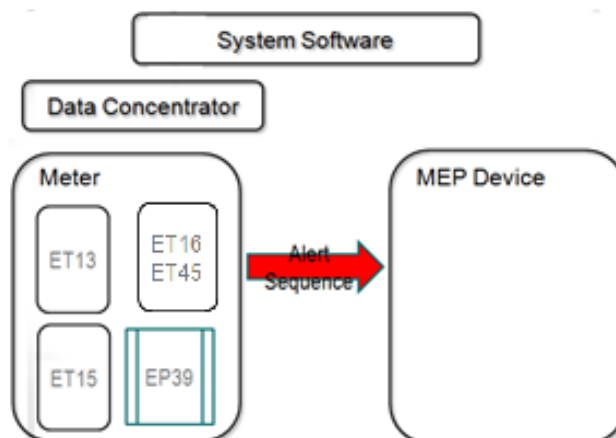 System Software
Data Concentrator
Meter
MEP Device
ET13
ET16
ET45
Alert
Sequence
ET15
EP39